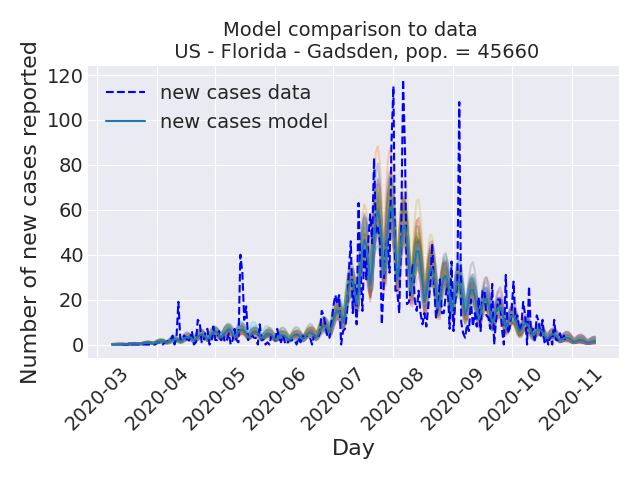 Model comparison to data
US - Florida - Gadsden, pop. = 45660
Number of new cases reported
120
100
80
60
40
20
0
new cases data
new cases model
2020-03
2020-04
2020-05
2020-06
2020-07
2020-08
2020-09
2020-10
2020-11
Day